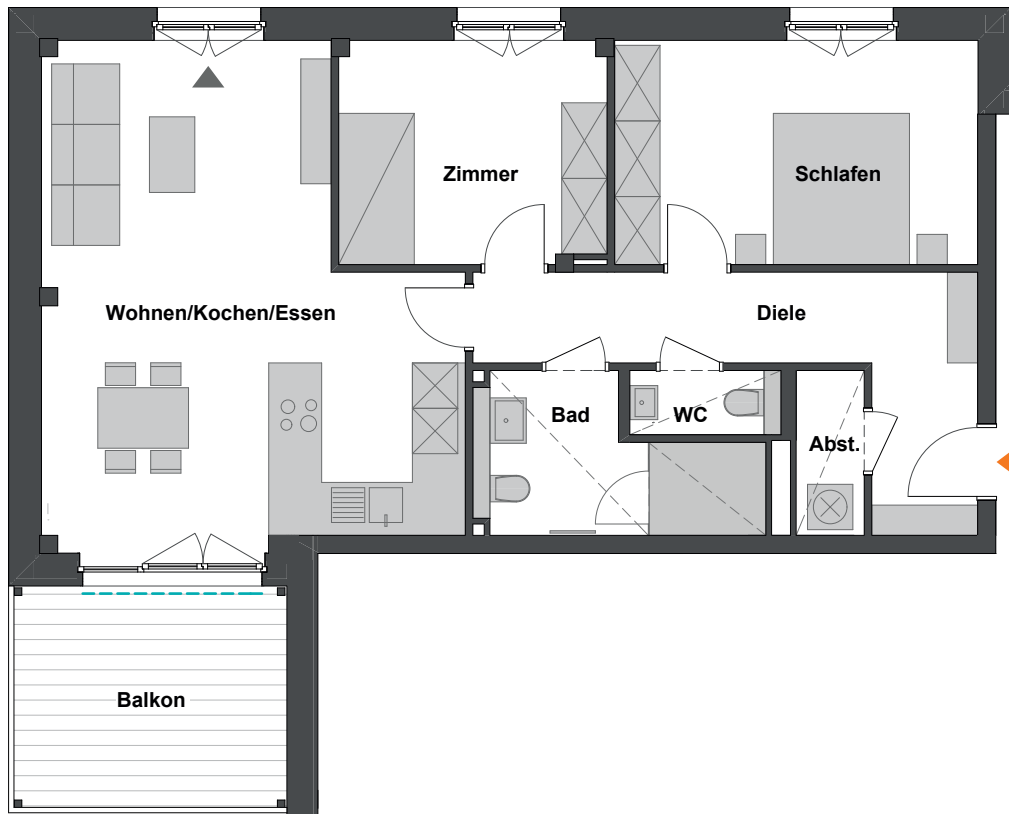 Zimmer
Schlafen
Wohnen/Kochen/Essen
Diele
Bad
WC
Abst.
Balkon